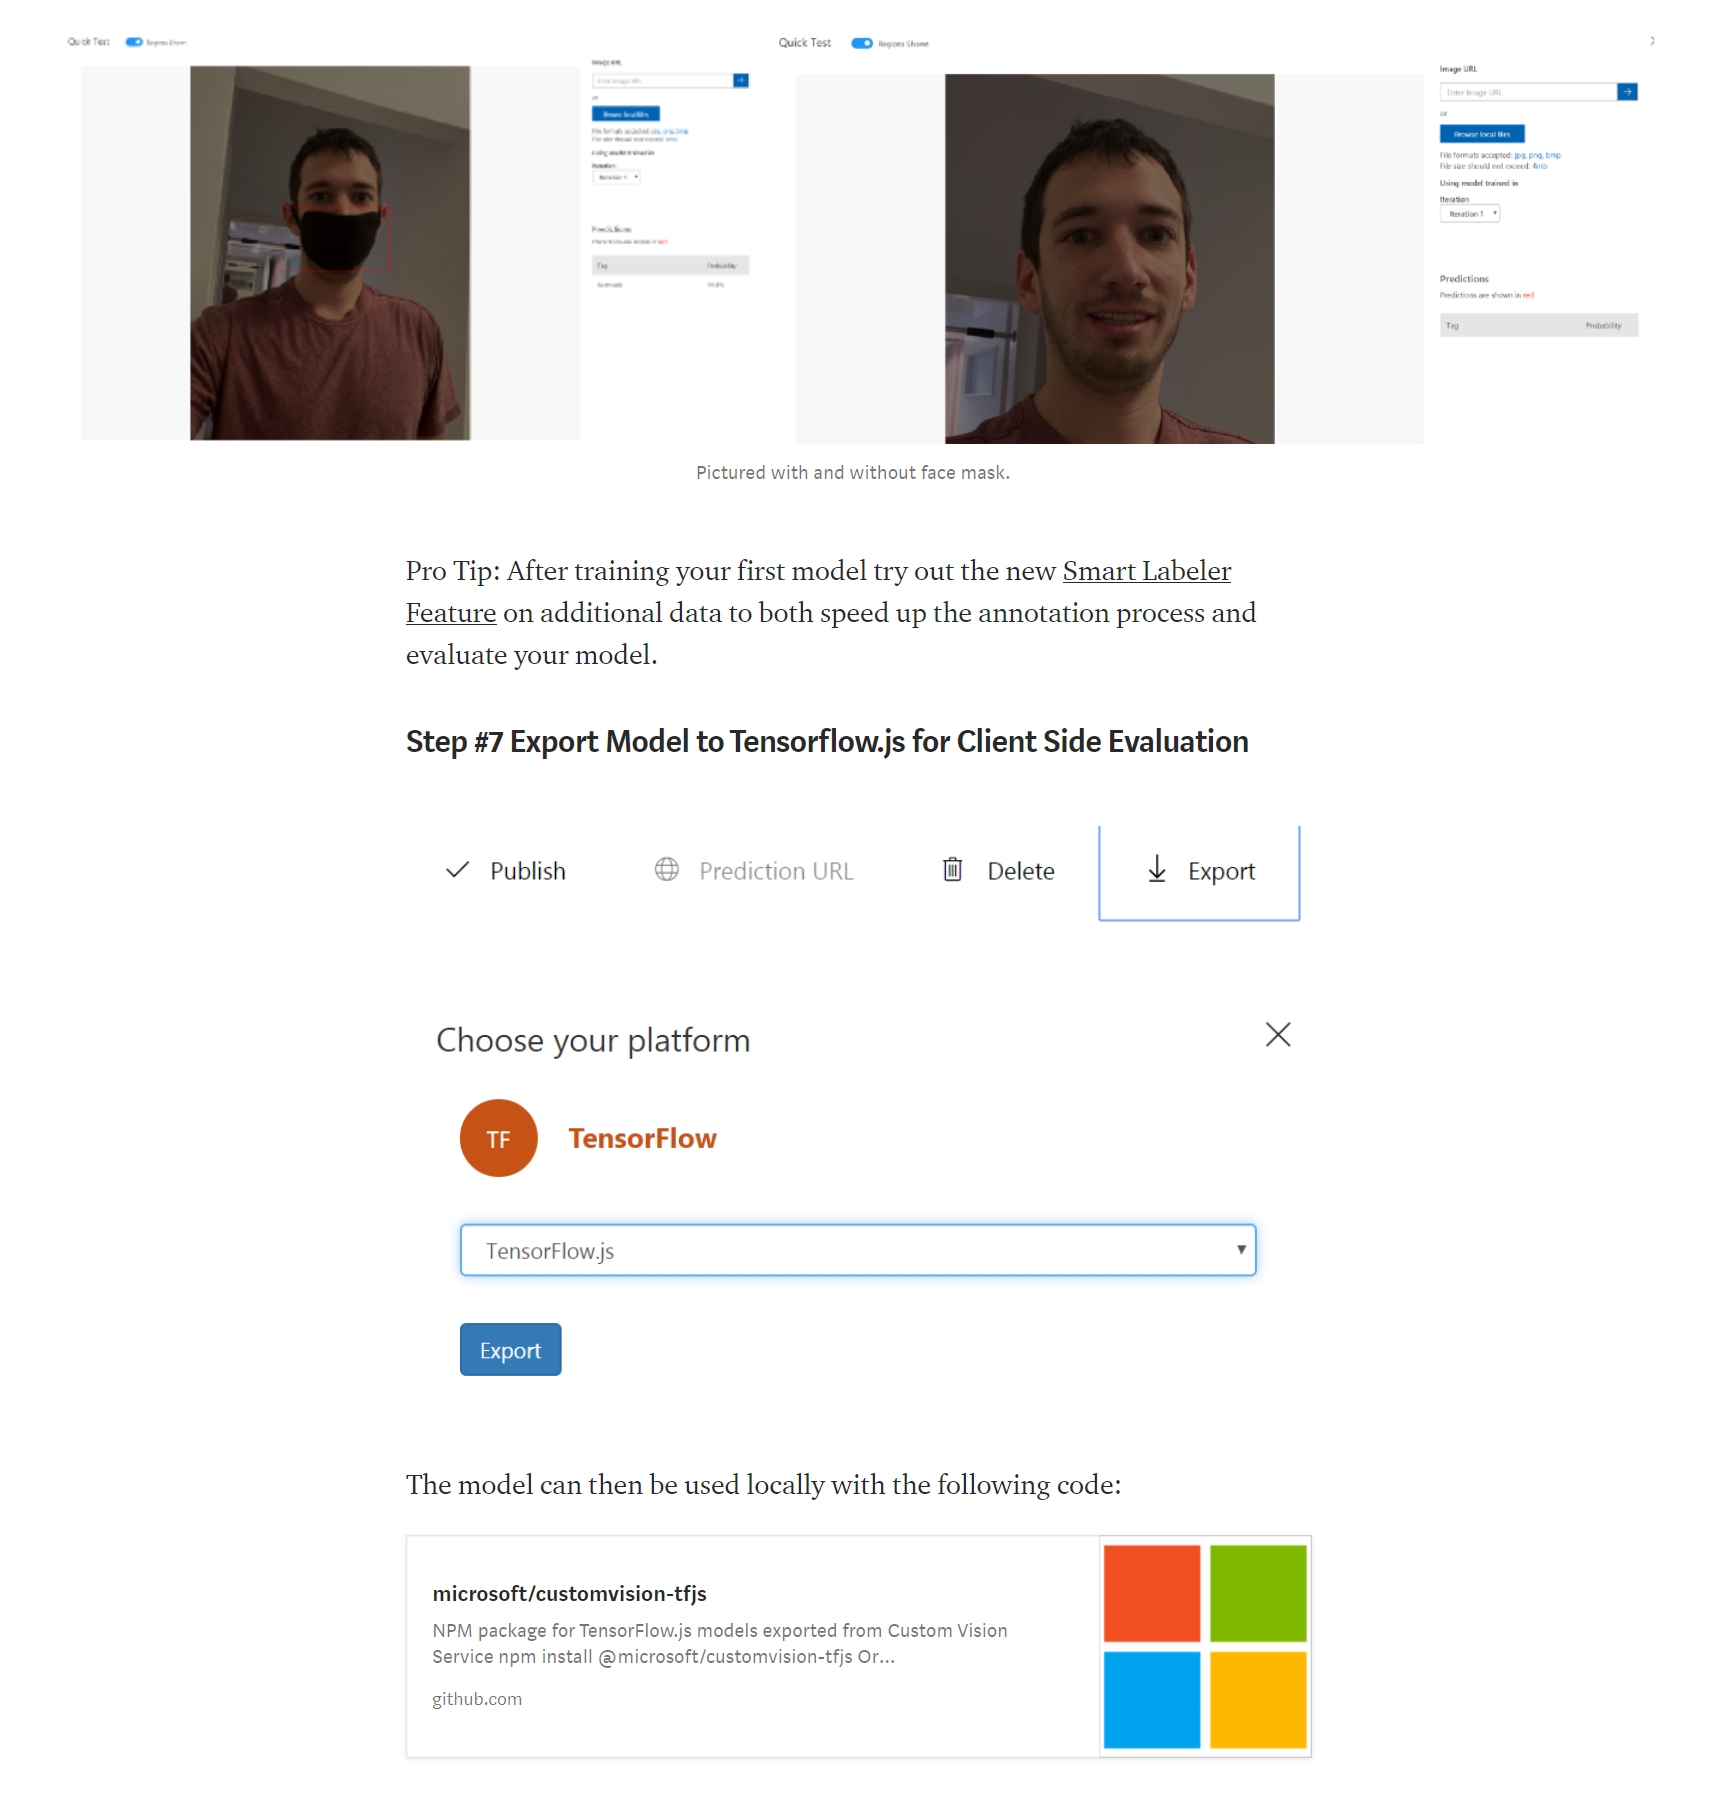 Quick Test Regions Shown
Image URL
Enter Image URL
or
Browse local files
File formats accepted: jpg, png, bmp
File size should not exceed: 4mb
Using model trained in
Iteration
Iteration 1
Predictions
Predictions are shown in red
Tag Probability
Quick Test Regions Shown
Image URL
Enter Image URL
or
Browse local files
File formats accepted: jpg, png, bmp
File size should not exceed: 4mb
Using model trained in
Iteration
Iteration 1
Predictions
Predictions are shown in red
Tag Probability
Pictured with and without face mask.
Pro Tip: After training your first model try out the new Smart Labeler
Feature on additional data to both speed up the annotation process and
evaluate your model.
Step #7 Export Model to Tensorflow.js for Client Side Evaluation
Publish Prediction URL Delete Export
Choose your platform
TF TensorFlow
TensorFlow.js
Export
The model can then be used locally with the following code:
microsoft/customvision-tfjs
NPM package for TensorFlow.js models exported from Custom Vision
Service npm install @microsoft/customvision-tfjs Or...
github.com